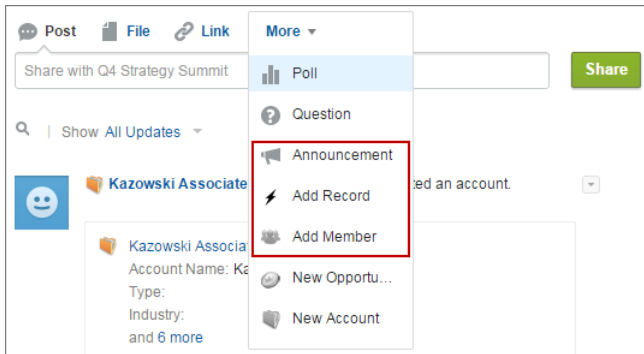 Post File Link More
Share with Q4 Strategy Summit
Share
Poll
Question
Show All Updates
Announcement
Kazowski Associate ted an account.
Add Record
Add Member
Kazowski Associa
Account Name: Ka
Type:
New Opportu...
Industry:
New Account
and 6 more